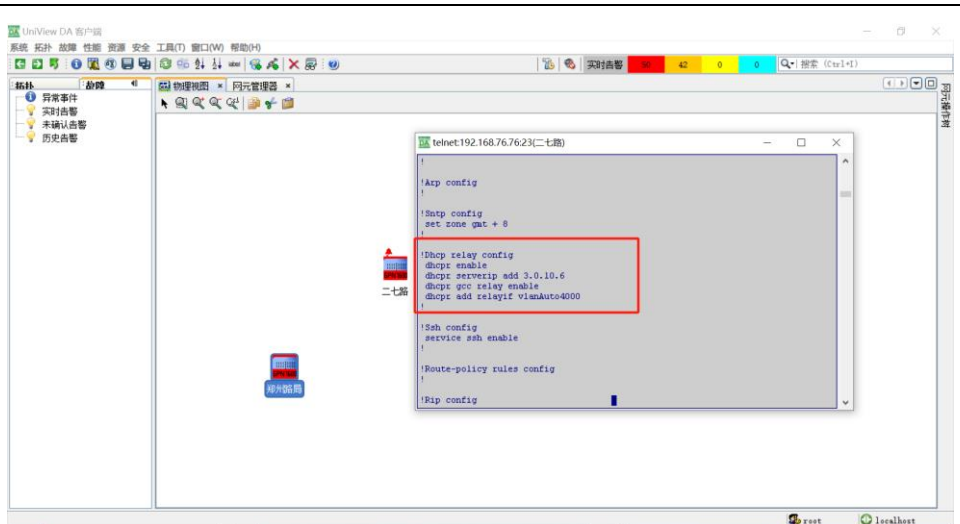 UniView DA 客户端
系统 拓扑 故障 性能 资源 安全 工具(T) 窗口(W) 帮助(H)
实时告警 50 42 0 0 搜索 (Ctrl+I)
拓扑 故障
物理视图 × 网元管理器 ×
异常事件
实时告警
未确认告警
历史告警
网元操作树
telnet:192.168.76.76:23(二七路)
!
!Arp config
!
!Sntp config
set zone gmt + 8
!
!Dhcp relay config
dhcpr enable
dhcpr serverip add 3.0.10.6
dhcpr gcc relay enable
dhcpr add relayif vlanAuto4000
!
!Ssh config
service ssh enable
!
!Route-policy rules config
!
!Rip config
二七路
郑州路局
root
localhost